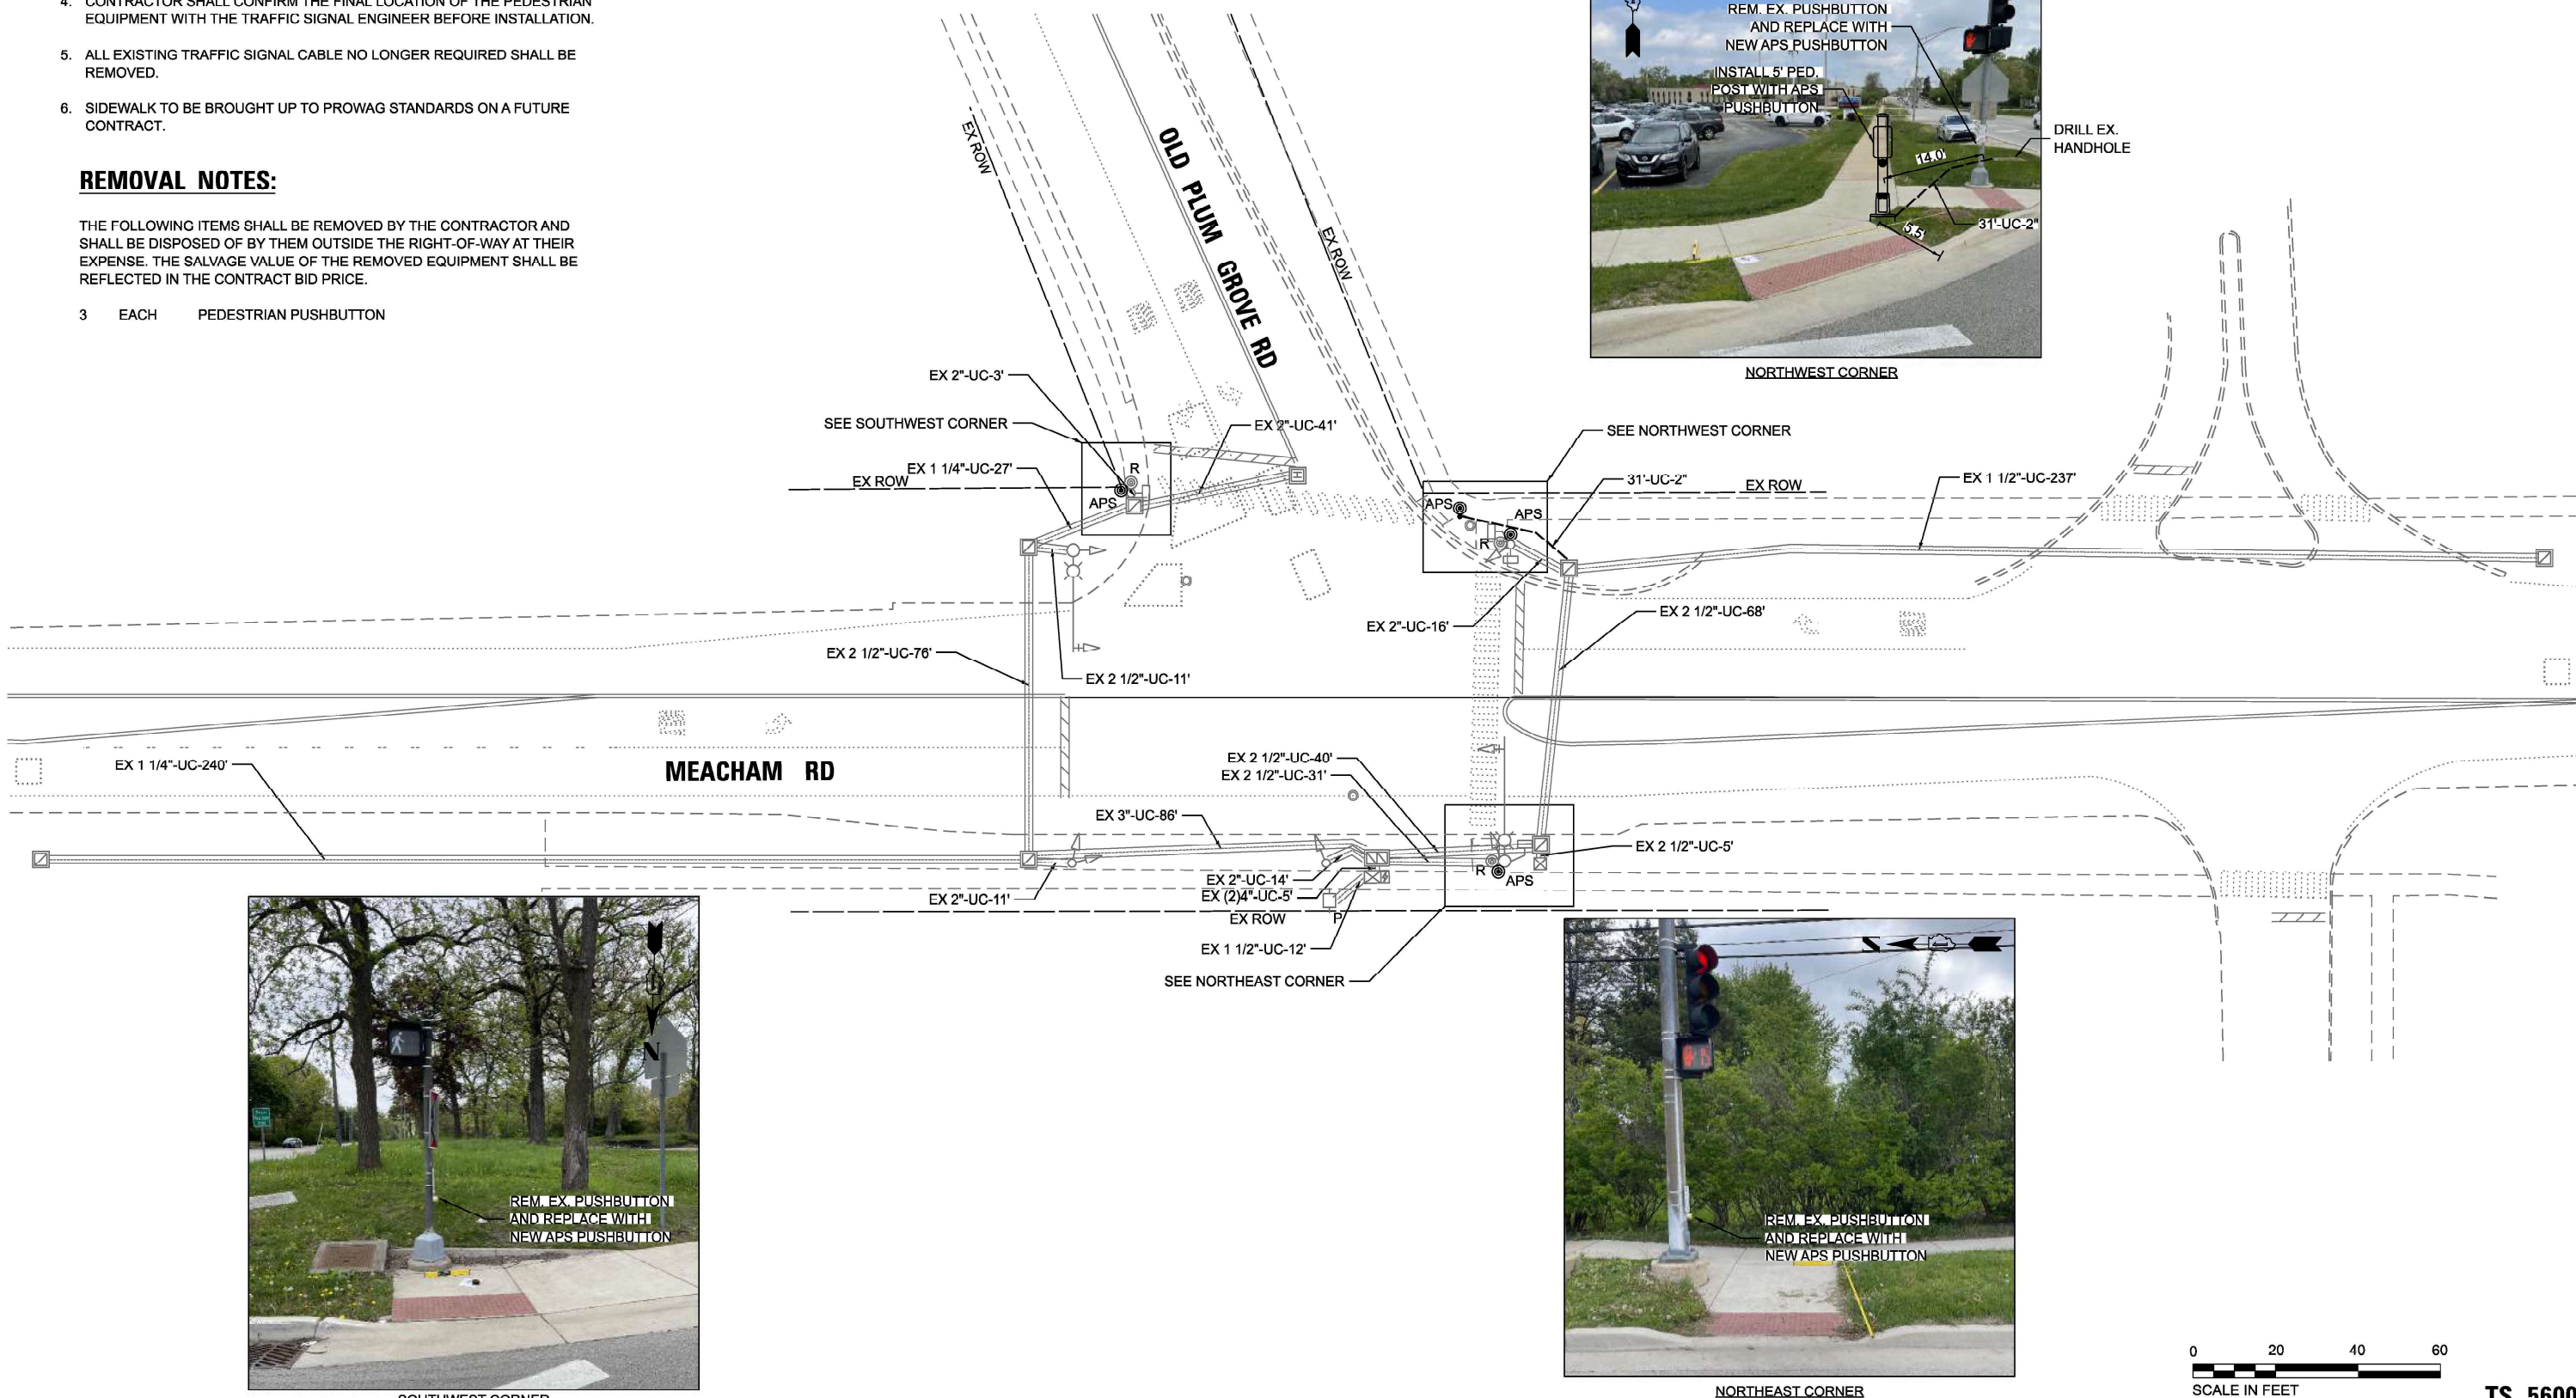 4. CONTRACTOR SHALL CONFIRM THE FINAL LOCATION OF THE PEDESTRIAN
EQUIPMENT WITH THE TRAFFIC SIGNAL ENGINEER BEFORE INSTALLATION.
5. ALL EXISTING TRAFFIC SIGNAL CABLE NO LONGER REQUIRED SHALL BE
REMOVED.
6. SIDEWALK TO BE BROUGHT UP TO PROWAG STANDARDS ON A FUTURE
CONTRACT.
REMOVAL NOTES:
THE FOLLOWING ITEMS SHALL BE REMOVED BY THE CONTRACTOR AND
SHALL BE DISPOSED OF BY THEM OUTSIDE THE RIGHT-OF-WAY AT THEIR
EXPENSE. THE SALVAGE VALUE OF THE REMOVED EQUIPMENT SHALL BE
REFLECTED IN THE CONTRACT BID PRICE.
3 EACH PEDESTRIAN PUSHBUTTON
EX ROW
OLD PLUM GROVE RD
EX ROW
REM. EX. PUSHBUTTON
AND REPLACE WITH
NEW APS PUSHBUTTON
INSTALL 5' PED.
POST WITH APS
PUSHBUTTON
DRILL EX.
HANDHOLE
14.0'
5.5'
31'-UC-2"
NORTHWEST CORNER
EX 2"-UC-3'
SEE SOUTHWEST CORNER
EX 2"-UC-41'
EX 1 1/4"-UC-27'
EX ROW
R
APS
SEE NORTHWEST CORNER
31'-UC-2"
EX ROW
EX 1 1/2"-UC-237'
APS
APS
R
EX 2"-UC-16'
EX 2 1/2"-UC-68'
EX 2 1/2"-UC-76'
EX 2 1/2"-UC-11'
EX 1 1/4"-UC-240'
MEACHAM RD
EX 2 1/2"-UC-40'
EX 2 1/2"-UC-31'
EX 3"-UC-86'
EX 2 1/2"-UC-5'
R
APS
EX 2"-UC-14'
EX (2)4"-UC-5'
EX 2"-UC-11'
EX ROW
P
EX 1 1/2"-UC-12'
SEE NORTHEAST CORNER
N
REM. EX. PUSHBUTTON
AND REPLACE WITH
NEW APS PUSHBUTTON
SOUTHWEST CORNER
N
REM. EX. PUSHBUTTON
AND REPLACE WITH
NEW APS PUSHBUTTON
NORTHEAST CORNER
0 20 40 60
SCALE IN FEET
TS 5600